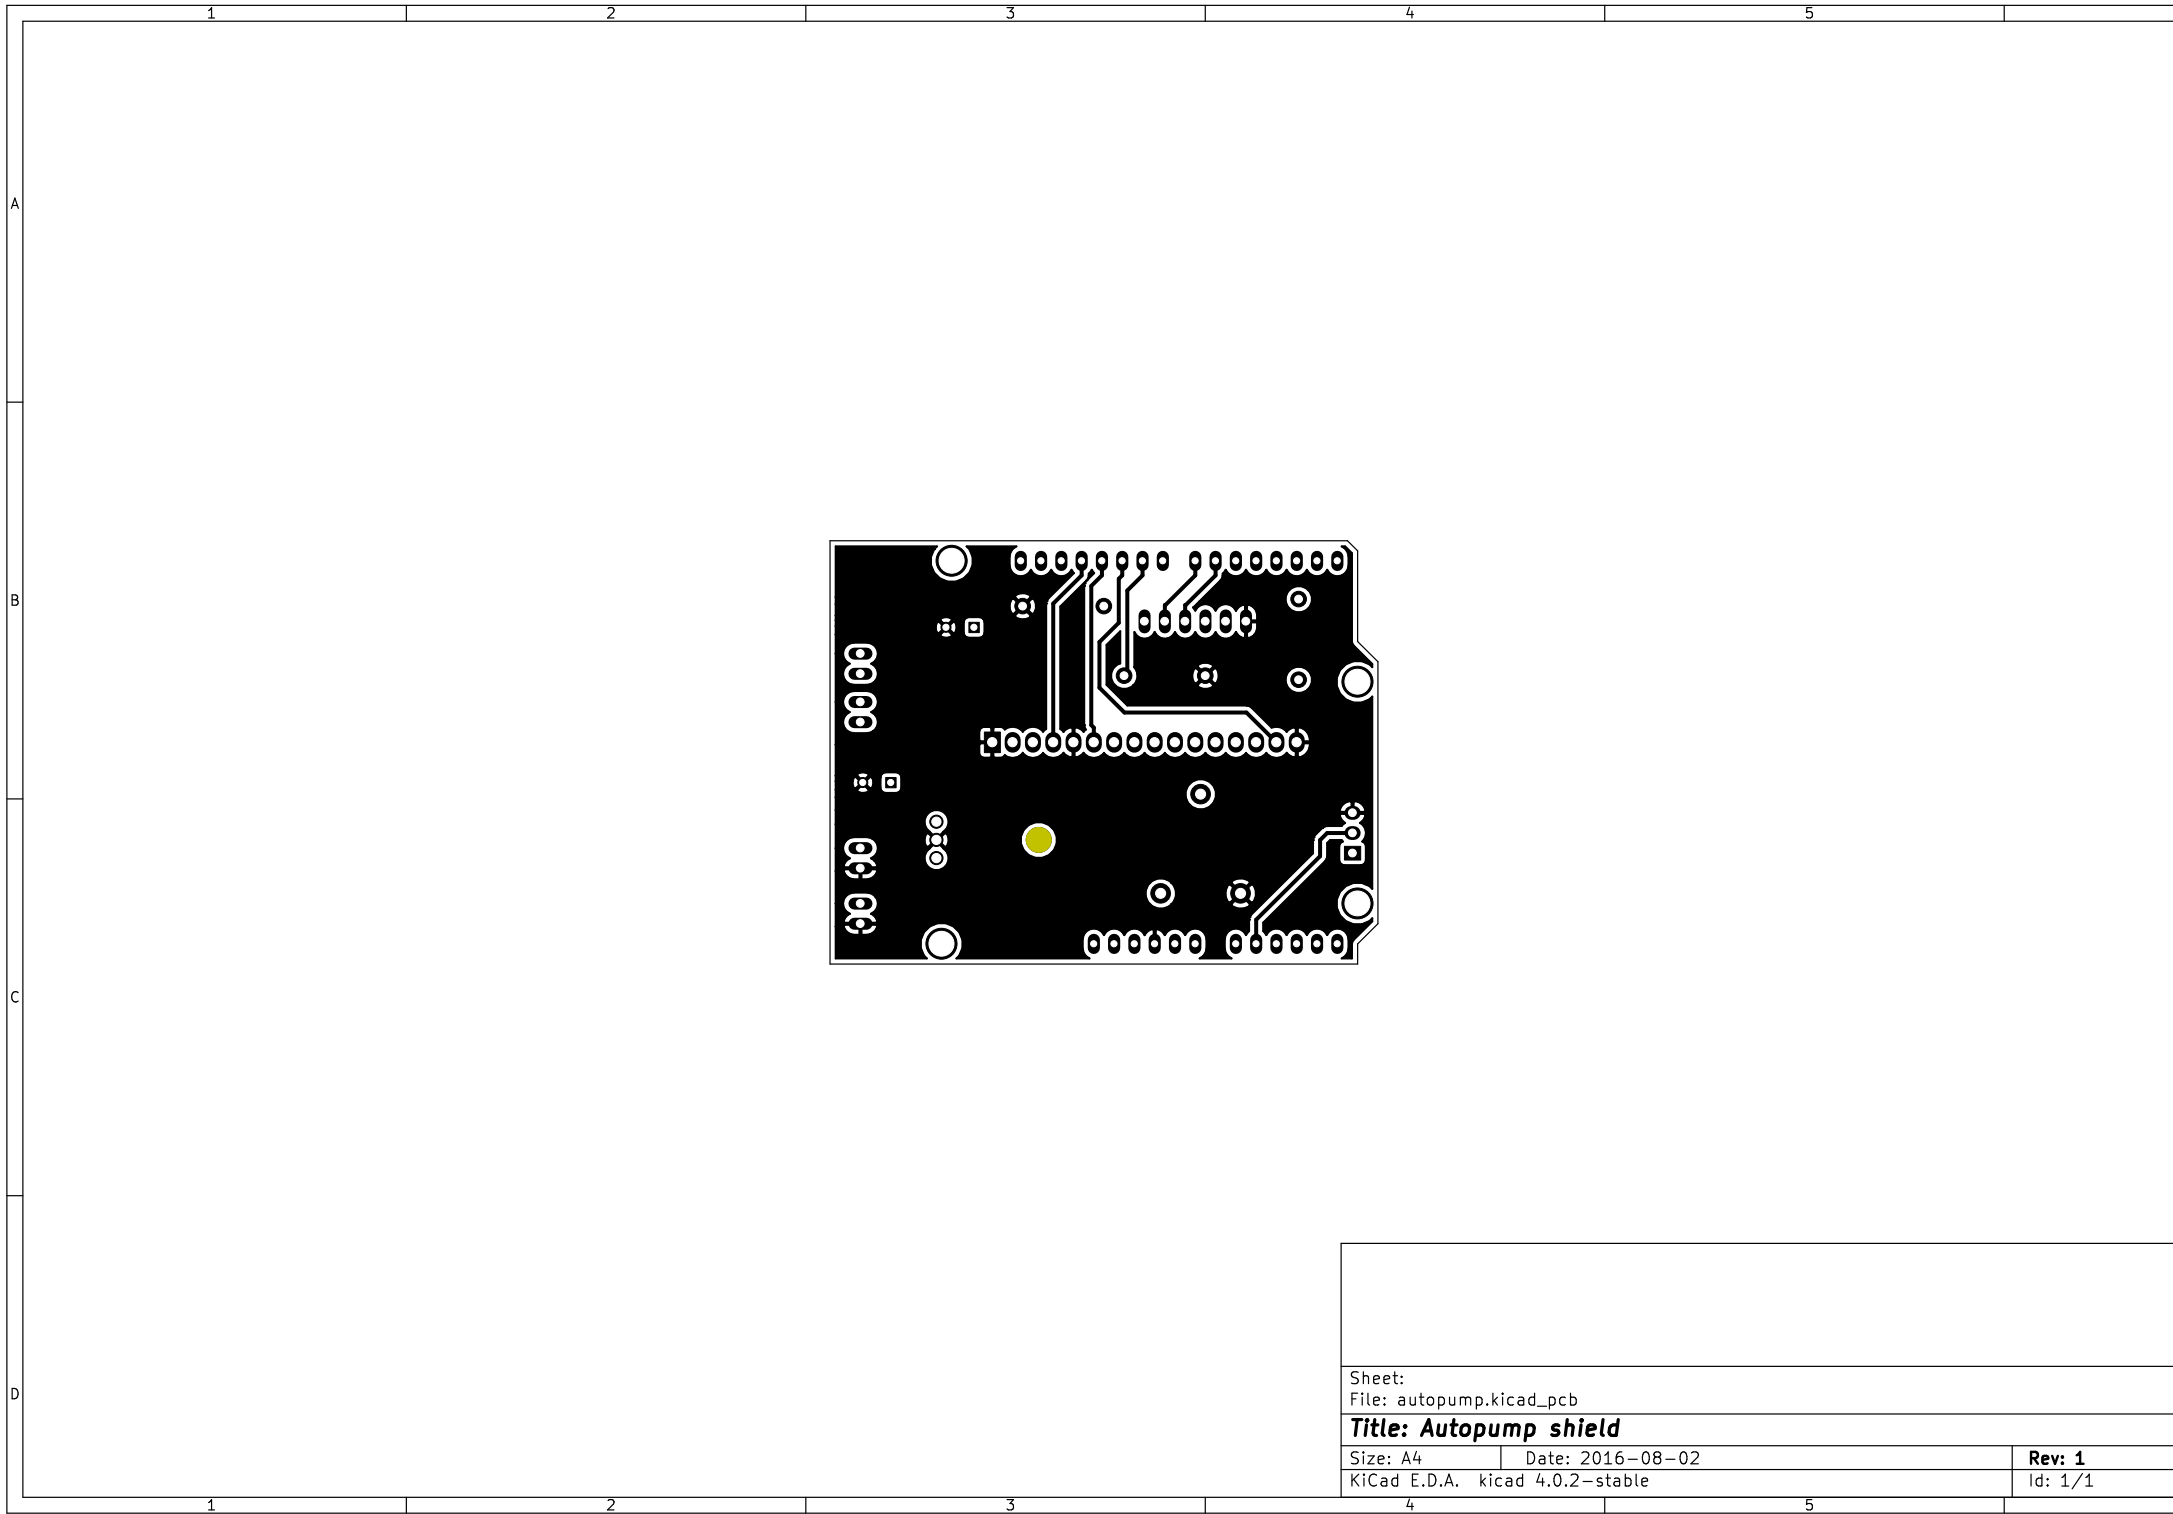 1 2 3 4 5
A
B
C
D
Sheet:
File: autopump.kicad_pcb
Title: Autopump shield
Size: A4 Date: 2016-08-02 Rev: 1
KiCad E.D.A. kicad 4.0.2-stable Id: 1/1
1 2 3 4 5